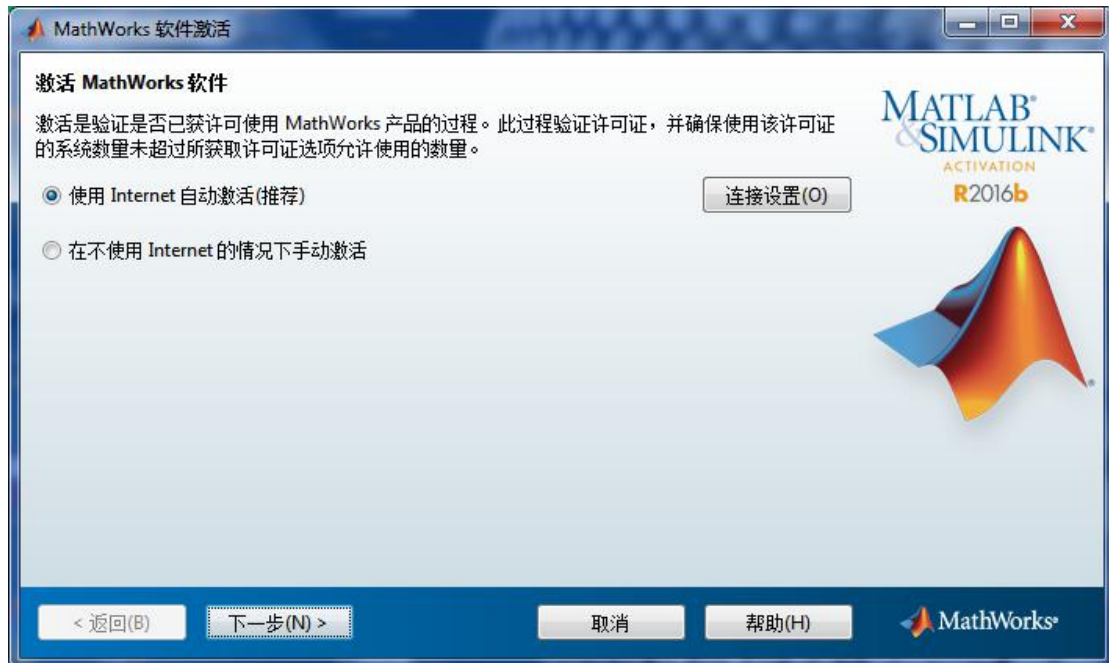 MathWorks 软件激活
激活 MathWorks 软件
激活是验证是否已获许可使用 MathWorks 产品的过程。此过程验证许可证，并确保使用该许可证
的系统数量未超过所获取许可证选项允许使用的数量。
使用 Internet 自动激活(推荐)
连接设置(O)
在不使用 Internet 的情况下手动激活
MATLAB®
&SIMULINK®
ACTIVATION
R2016b
< 返回(B)
下一步(N) >
取消
帮助(H)
MathWorks®